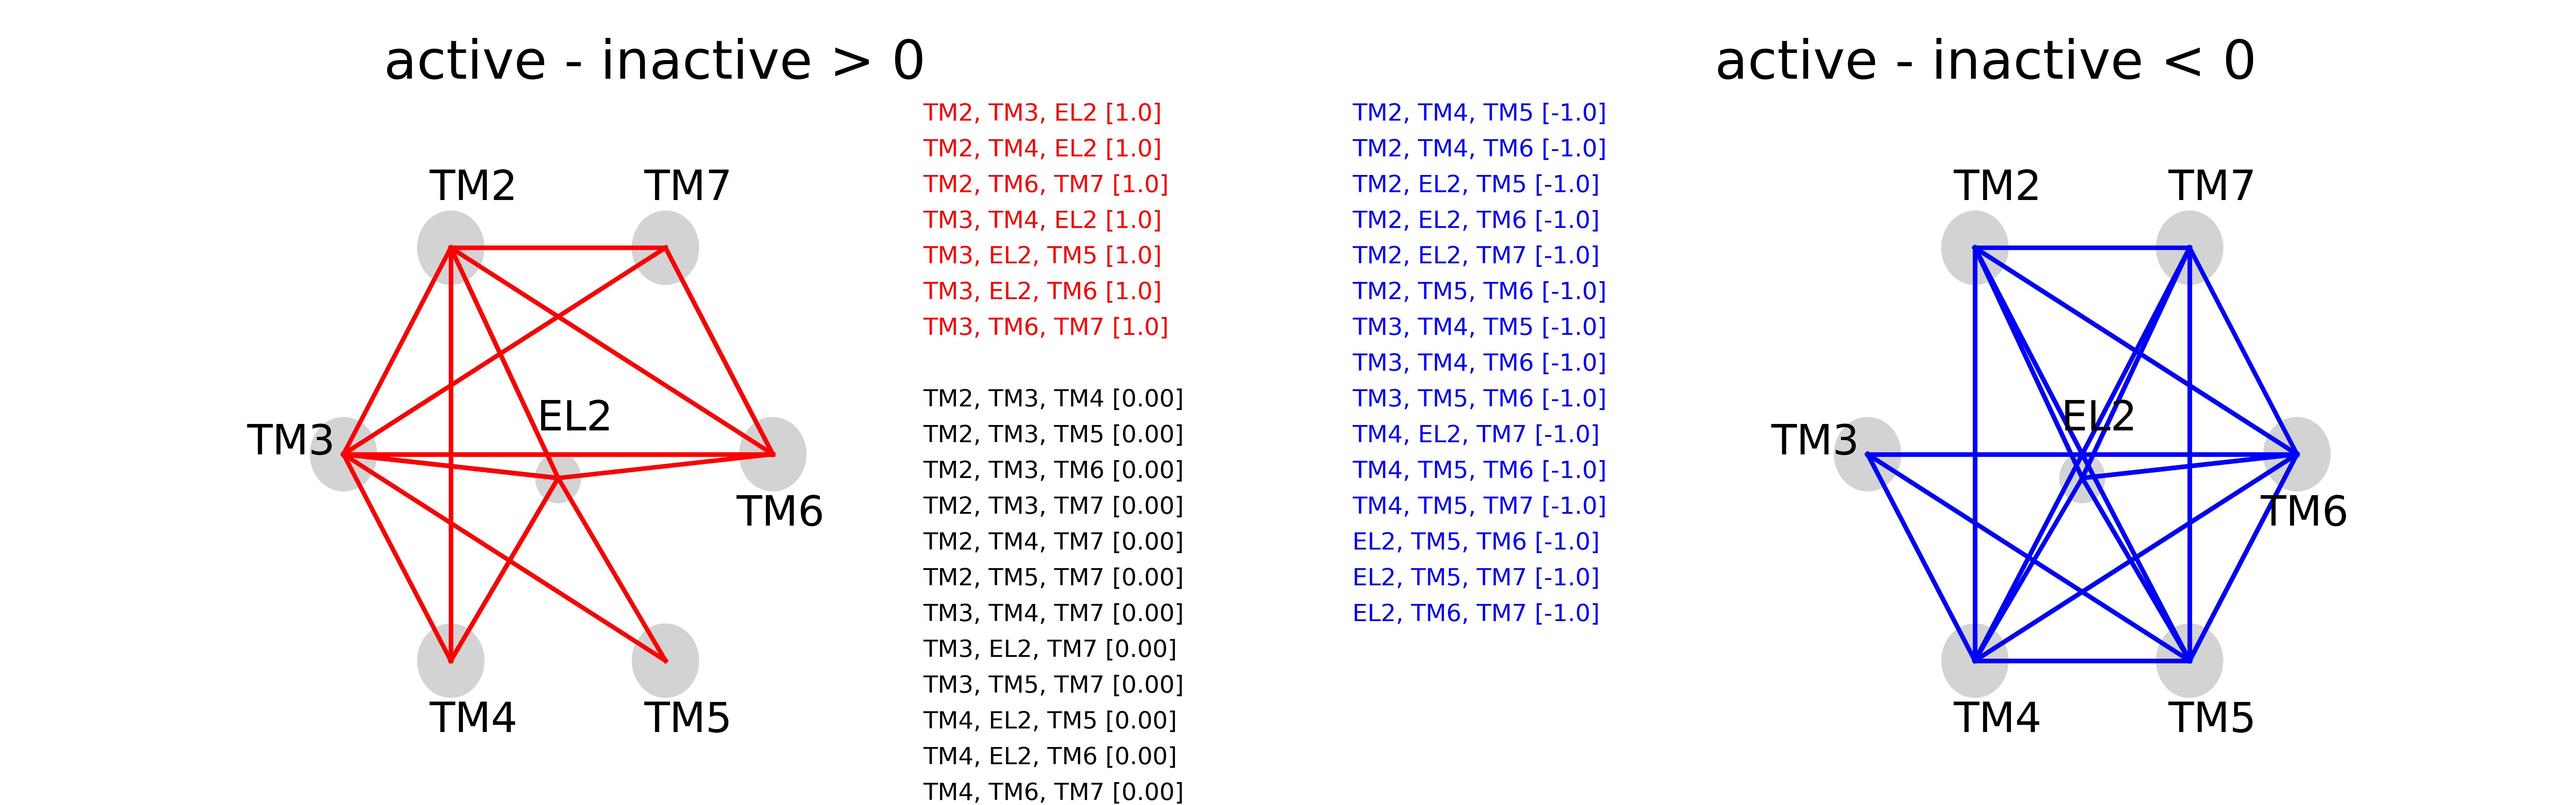 active - inactive > 0
TM2
TM7
TM3
EL2
TM6
TM4
TM5
TM2, TM3, EL2 [1.0]
TM2, TM4, EL2 [1.0]
TM2, TM6, TM7 [1.0]
TM3, TM4, EL2 [1.0]
TM3, EL2, TM5 [1.0]
TM3, EL2, TM6 [1.0]
TM3, TM6, TM7 [1.0]
TM2, TM3, TM4 [0.00]
TM2, TM3, TM5 [0.00]
TM2, TM3, TM6 [0.00]
TM2, TM3, TM7 [0.00]
TM2, TM4, TM7 [0.00]
TM2, TM5, TM7 [0.00]
TM3, TM4, TM7 [0.00]
TM3, EL2, TM7 [0.00]
TM3, TM5, TM7 [0.00]
TM4, EL2, TM5 [0.00]
TM4, EL2, TM6 [0.00]
TM4, TM6, TM7 [0.00]
TM2, TM4, TM5 [-1.0]
TM2, TM4, TM6 [-1.0]
TM2, EL2, TM5 [-1.0]
TM2, EL2, TM6 [-1.0]
TM2, EL2, TM7 [-1.0]
TM2, TM5, TM6 [-1.0]
TM3, TM4, TM5 [-1.0]
TM3, TM4, TM6 [-1.0]
TM3, TM5, TM6 [-1.0]
TM4, EL2, TM7 [-1.0]
TM4, TM5, TM6 [-1.0]
TM4, TM5, TM7 [-1.0]
EL2, TM5, TM6 [-1.0]
EL2, TM5, TM7 [-1.0]
EL2, TM6, TM7 [-1.0]
active - inactive < 0
TM2
TM7
TM3
EL2
TM6
TM4
TM5